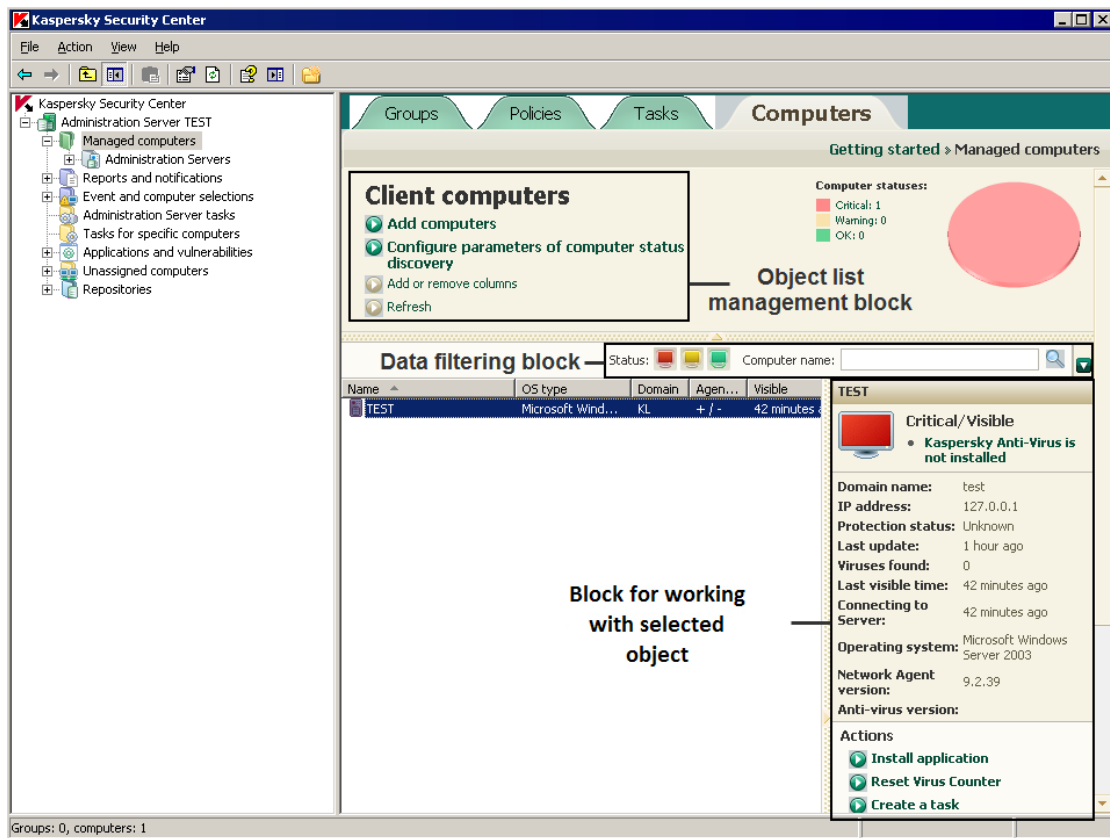 Kaspersky Security Center
File Action View Help
Kaspersky Security Center
Administration Server TEST
Managed computers
Administration Servers
Reports and notifications
Event and computer selections
Administration Server tasks
Tasks for specific computers
Applications and vulnerabilities
Unassigned computers
Repositories
Groups Policies Tasks Computers
Getting started » Managed computers
Client computers
Add computers
Configure parameters of computer status
discovery
Add or remove columns
Refresh
Computer statuses:
Critical: 1
Warning: 0
OK: 0
Object list
management block
Data filtering block
Status: Computer name:
Name OS type Domain Agen... Visible
TEST Microsoft Wind... KL + / - 42 minutes
Block for working
with selected
object
TEST
Critical/Visible
• Kaspersky Anti-Virus is
not installed
Domain name: test
IP address: 127.0.0.1
Protection status: Unknown
Last update: 1 hour ago
Viruses found: 0
Last visible time: 42 minutes ago
Connecting to
Server: 42 minutes ago
Operating system: Microsoft Windows
Server 2003
Network Agent
version: 9.2.39
Anti-virus version:
Actions
Install application
Reset Virus Counter
Create a task
Groups: 0, computers: 1